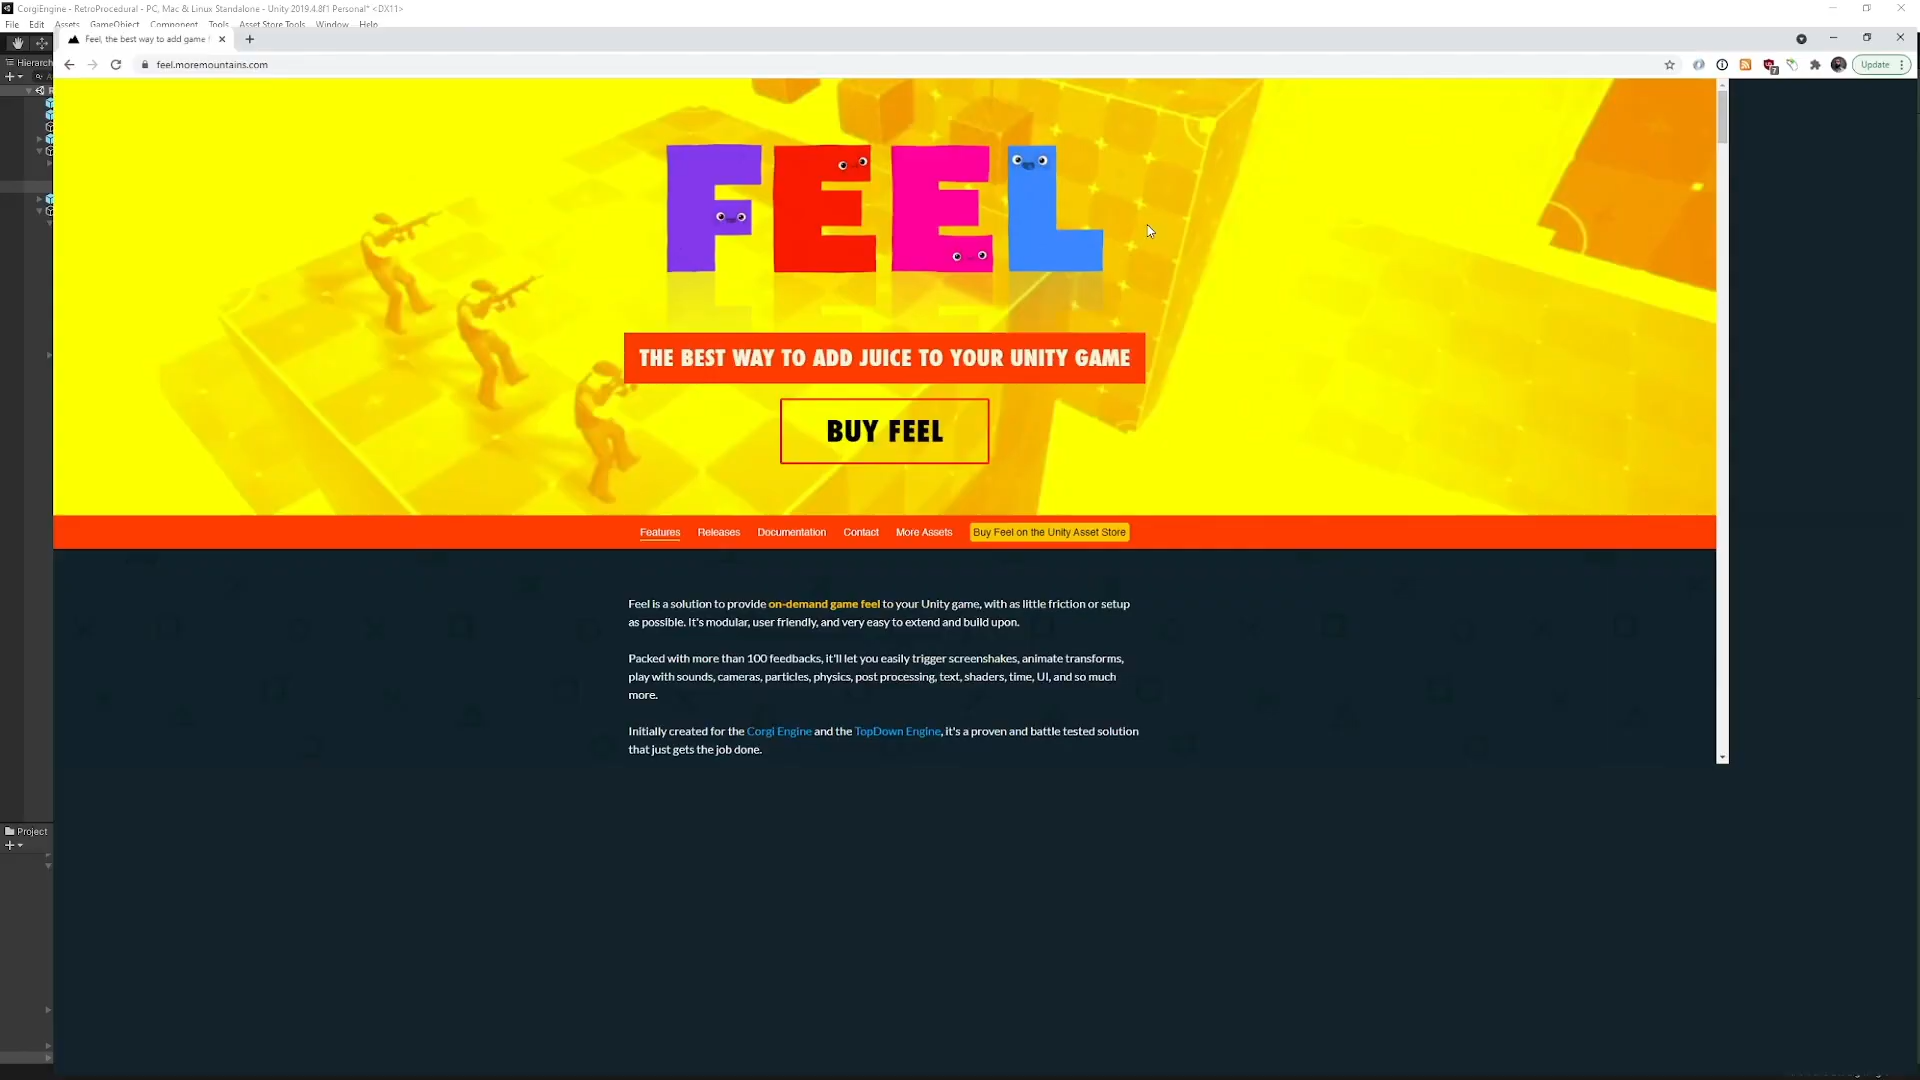 CorgiEngine - RetroProcedural - PC, Mac & Linux Standalone - Unity 2019.4.8f1 Personal* <DX11>
File Edit Assets GameObject Component Tools Asset Store Tools Window Help
Feel, the best way to add game
feel.moremountains.com
Update
Hierarch
FEEL
THE BEST WAY TO ADD JUICE TO YOUR UNITY GAME
BUY FEEL
Features Releases Documentation Contact More Assets Buy Feel on the Unity Asset Store
Feel is a solution to provide on-demand game feel to your Unity game, with as little friction or setup
as possible. It's modular, user friendly, and very easy to extend and build upon.
Packed with more than 100 feedbacks, it'll let you easily trigger screenshakes, animate transforms,
play with sounds, cameras, particles, physics, post processing, text, shaders, time, UI, and so much
more.
Initially created for the Corgi Engine and the TopDown Engine, it's a proven and battle tested solution
that just gets the job done.
Project